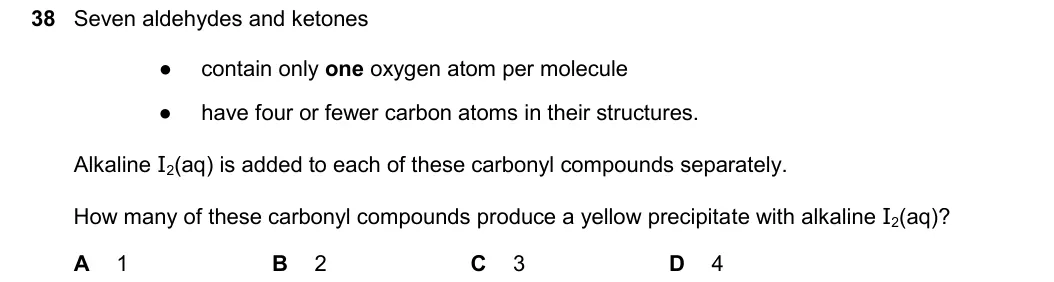 38 Seven aldehydes and ketones
● contain only one oxygen atom per molecule
● have four or fewer carbon atoms in their structures.
Alkaline I₂(aq) is added to each of these carbonyl compounds separately.
How many of these carbonyl compounds produce a yellow precipitate with alkaline I₂(aq)?
A 1 B 2 C 3 D 4